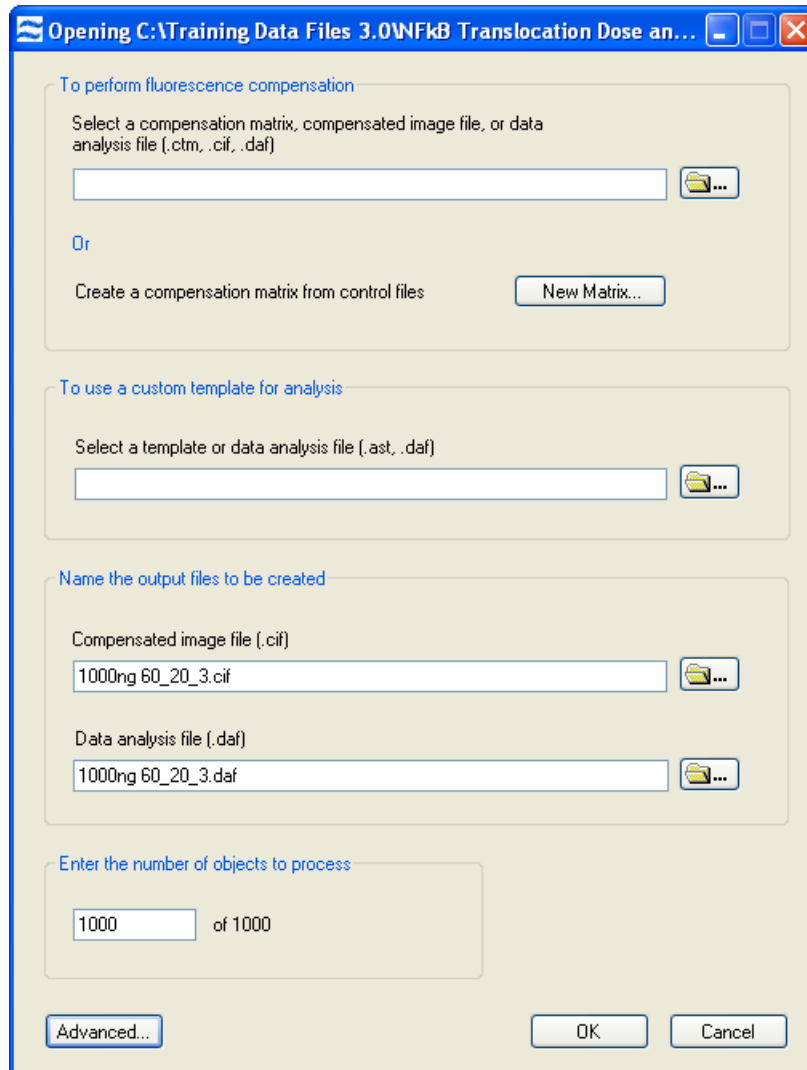 Opening C:\Training Data Files 3.0\NFkB Translocation Dose an...
To perform fluorescence compensation
Select a compensation matrix, compensated image file, or data
analysis file (.ctm, .cif, .daf)
...
Or
Create a compensation matrix from control files New Matrix...
To use a custom template for analysis
Select a template or data analysis file (.ast, .daf)
...
Name the output files to be created
Compensated image file (.cif)
1000ng 60_20_3.cif ...
Data analysis file (.daf)
1000ng 60_20_3.daf ...
Enter the number of objects to process
1000 of 1000
Advanced... OK Cancel